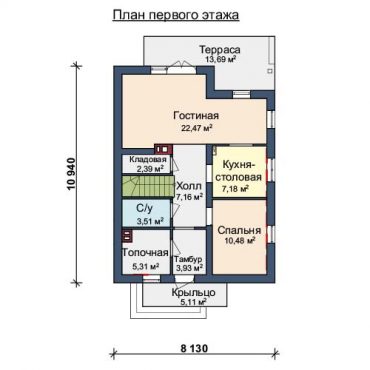 План первого этажа
Терраса
13,69 м²
Гостиная
22,47 м²
Кладовая
2,39 м²
Кухня-
столовая
7,18 м²
Холл
7,16 м²
С/у
3,51 м²
Спальня
10,48 м²
Топочная
5,31 м²
Тамбур
3,93 м²
Крыльцо
5,11 м²
10 940
8 130